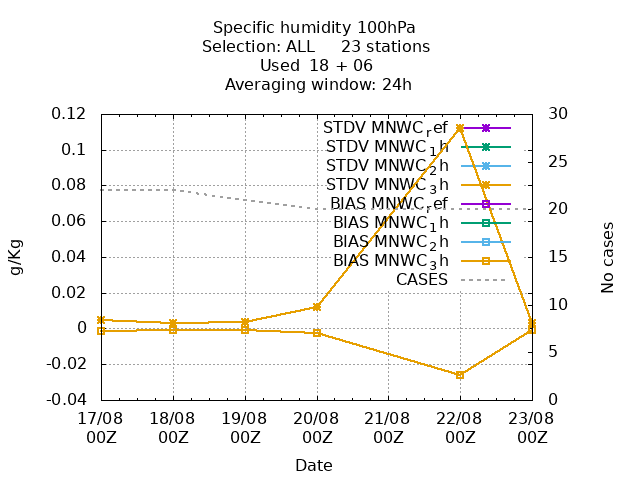 Specific humidity 100hPa
Selection: ALL     23 stations
Used  18 + 06
Averaging window: 24h
0.12
0.1
0.08
0.06
0.04
0.02
0
-0.02
-0.04
g/Kg
30
25
20
15
10
5
0
No cases
STDV MNWC_ref
STDV MNWC_1h
STDV MNWC_2h
STDV MNWC_3h
BIAS MNWC_ref
BIAS MNWC_1h
BIAS MNWC_2h
BIAS MNWC_3h
CASES
17/08 18/08 19/08 20/08 21/08 22/08 23/08
00Z 00Z 00Z 00Z 00Z 00Z 00Z
Date